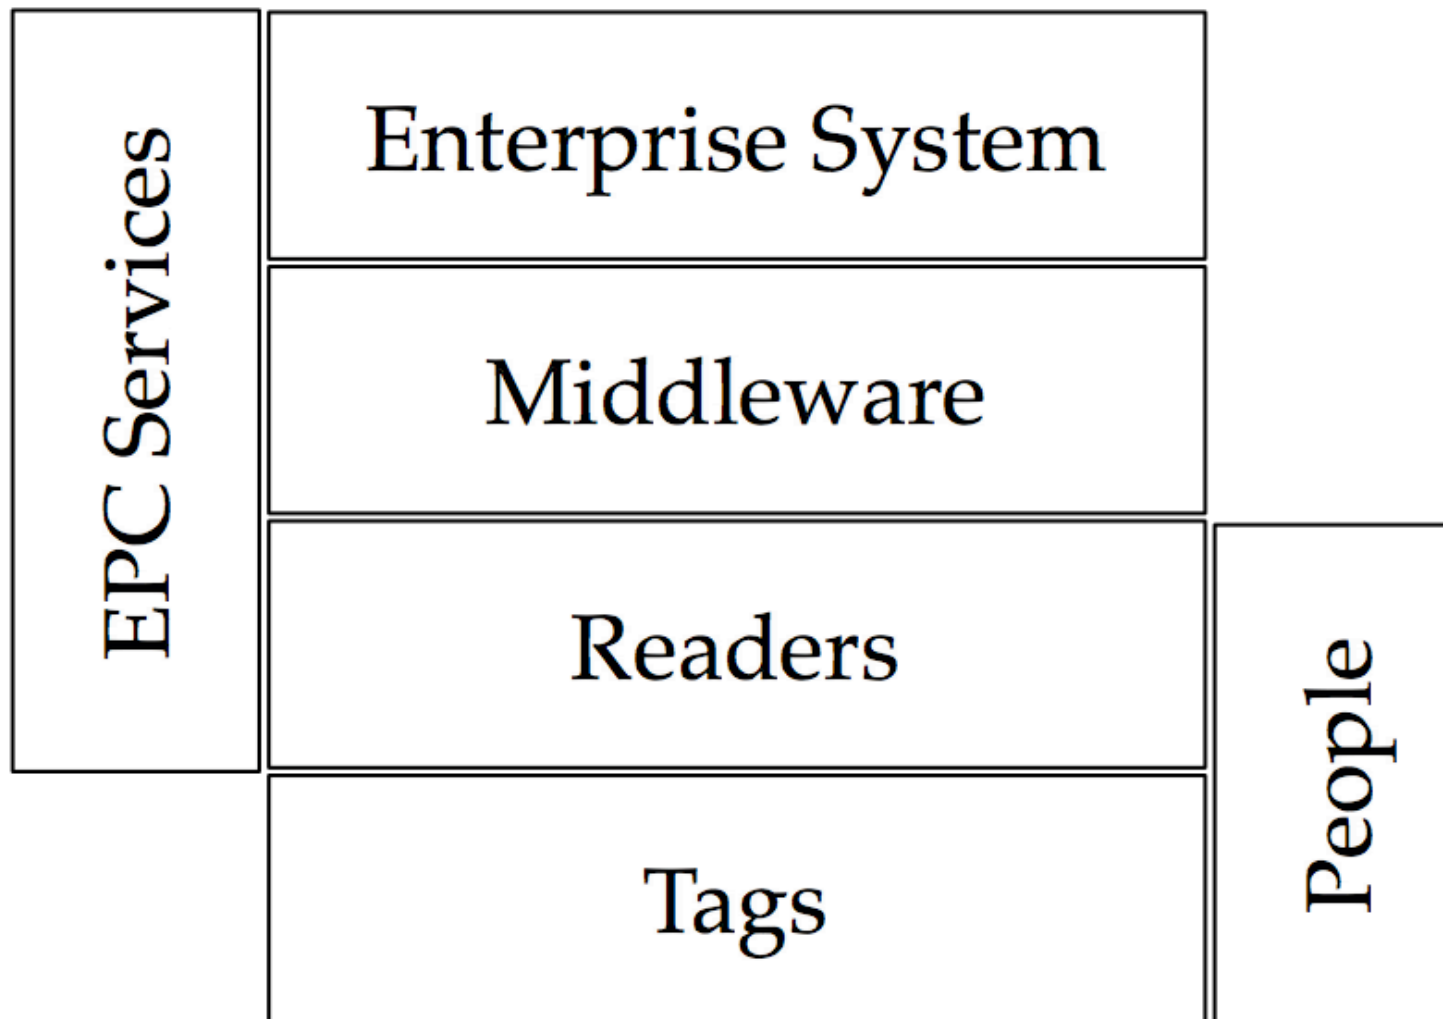 EPC Services
Enterprise System
Middleware
Readers
Tags
People